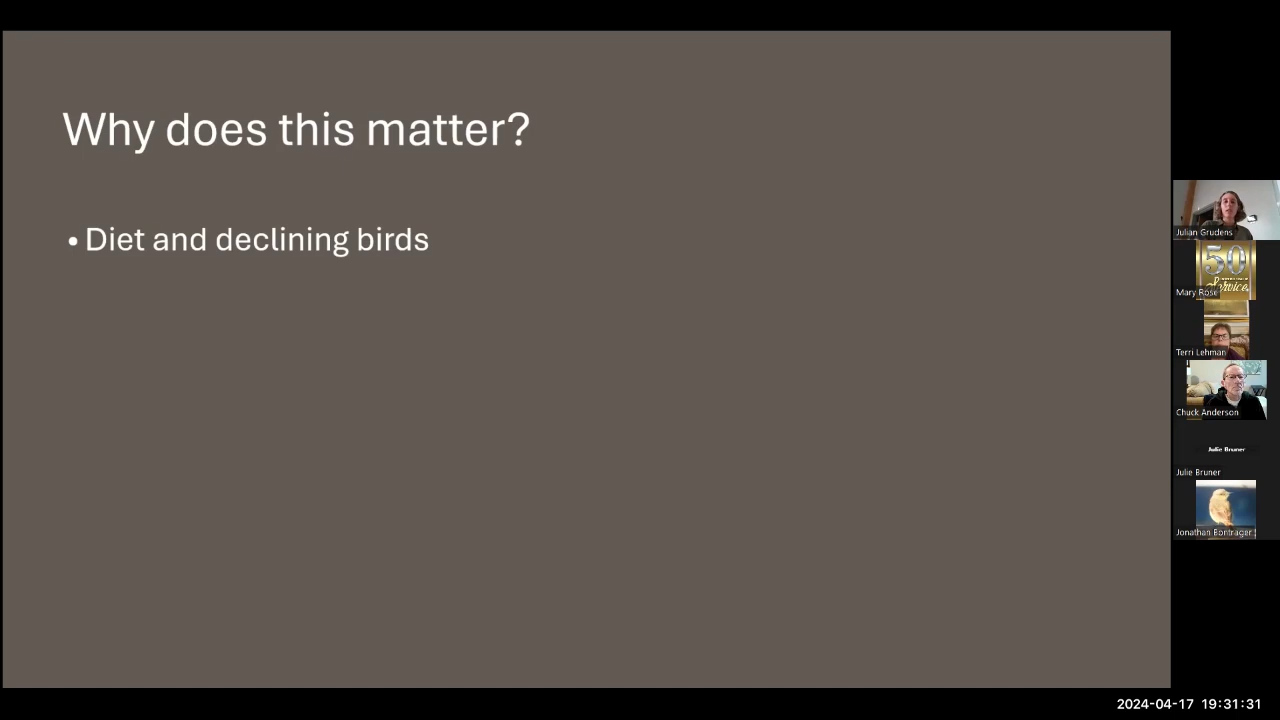 Why does this matter?
• Diet and declining birds
Julian Grudens
50
Service
Mary Rose
Terri Lehman
Chuck Anderson
Julie Bruner
Julie Bruner
Jonathan Bontrager
2024-04-17 19:31:31